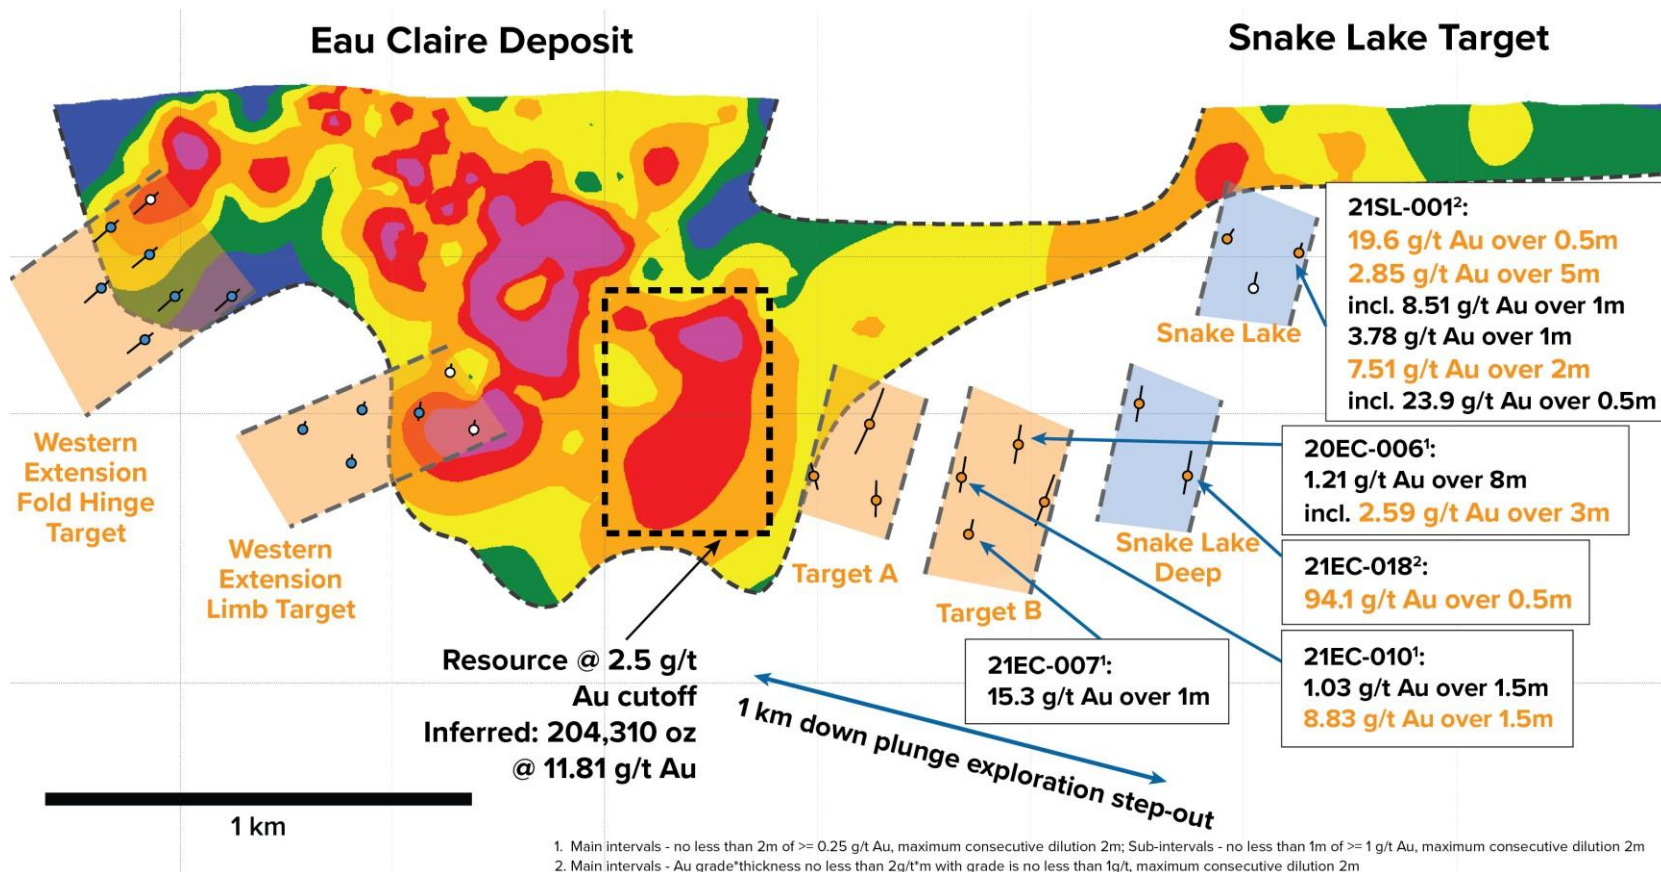 Eau Claire Deposit
Snake Lake Target
21SL-001²:
19.6 g/t Au over 0.5m
2.85 g/t Au over 5m
incl. 8.51 g/t Au over 1m
3.78 g/t Au over 1m
7.51 g/t Au over 2m
incl. 23.9 g/t Au over 0.5m
Snake Lake
Western
Extension
Fold Hinge
Target
Western
Extension
Limb Target
Target A
Target B
Snake Lake
Deep
20EC-006¹:
1.21 g/t Au over 8m
incl. 2.59 g/t Au over 3m
21EC-018²:
94.1 g/t Au over 0.5m
21EC-010¹:
1.03 g/t Au over 1.5m
8.83 g/t Au over 1.5m
21EC-007¹:
15.3 g/t Au over 1m
Resource @ 2.5 g/t
Au cutoff
Inferred: 204,310 oz
@ 11.81 g/t Au
1 km down plunge exploration step-out
1 km
1. Main intervals - no less than 2m of >= 0.25 g/t Au, maximum consecutive dilution 2m; Sub-intervals - no less than 1m of >= 1 g/t Au, maximum consecutive dilution 2m
2. Main intervals - Au grade*thickness no less than 2g/t*m with grade is no less than 1g/t, maximum consecutive dilution 2m